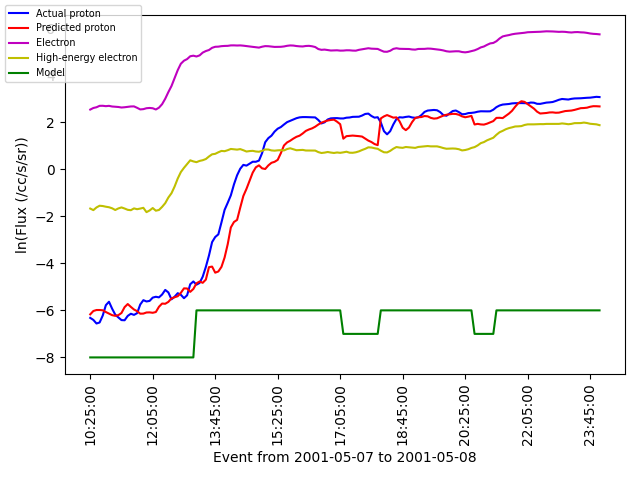 Actual proton
Predicted proton
Electron
High-energy electron
Model
2
0
−2
−4
−6
−8
ln(Flux (/cc/s/sr))
10:25:00
12:05:00
13:45:00
15:25:00
17:05:00
18:45:00
20:25:00
22:05:00
23:45:00
Event from 2001-05-07 to 2001-05-08